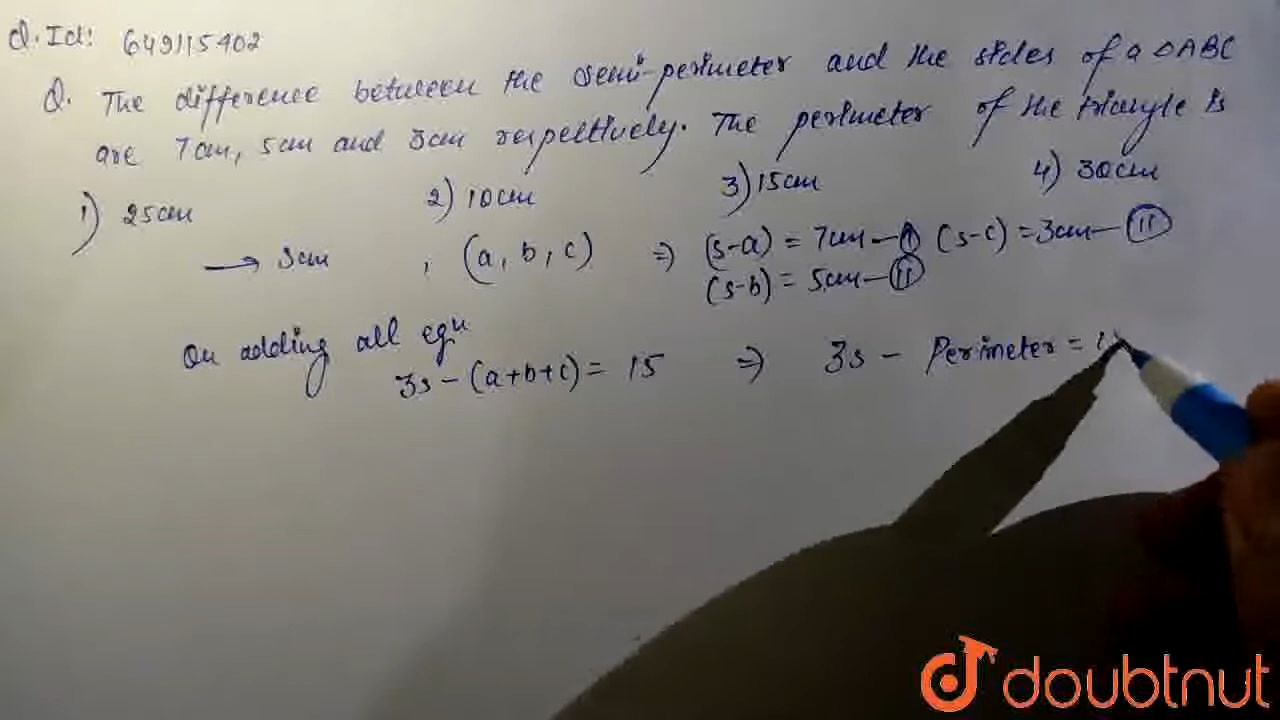 Q.Id: 649115402
Q. The difference between the semi-perimeter and the sides of a △ABC
are 7cm, 5cm and 3cm respectively. The perimeter of the triangle is
1) 25cm 2) 10cm 3) 15cm 4) 30cm
→ 3cm , (a, b, c) ⇒ (s-a) = 7cm — (s-c) = 3cm — II
(s-b) = 5cm — II
On adding all equ
3s - (a+b+c) = 15 ⇒ 3s - Perimeter =
doubtnut